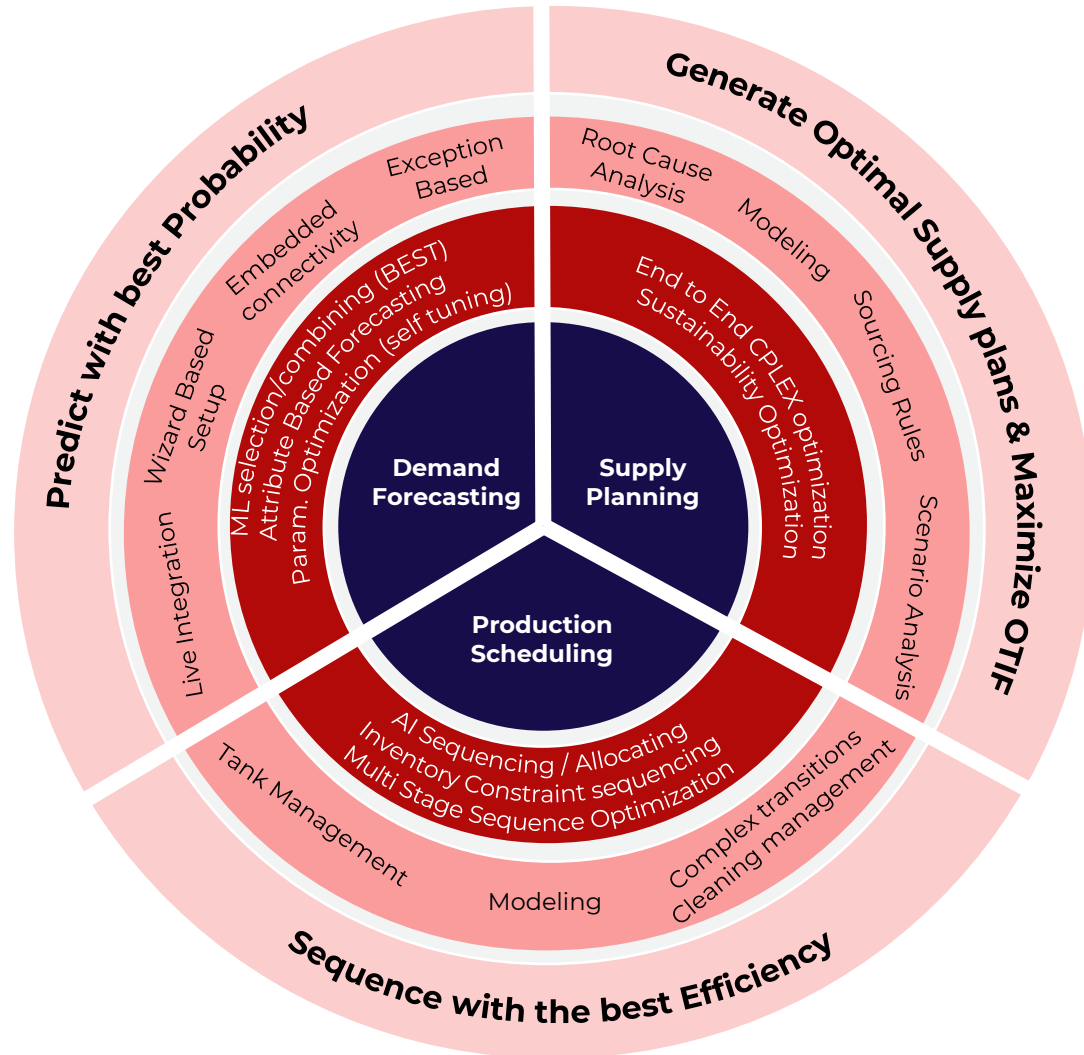 Predict with best Probability
Generate Optimal Supply plans & Maximize OTIF
Sequence with the best Efficiency
Exception
Based
Embedded
connectivity
Wizard Based
Setup
Live Integration
Root Cause
Analysis
Modeling
Sourcing Rules
Scenario Analysis
Tank Management
Modeling
Complex transitions
Cleaning management
ML selection/combining (BEST)
Attribute Based Forecasting
Param. Optimization (self tuning)
End to End CPLEX optimization
Sustainability Optimization
AI Sequencing / Allocating
Inventory Constraint sequencing
Multi Stage Sequence Optimization
Demand
Forecasting
Supply
Planning
Production
Scheduling